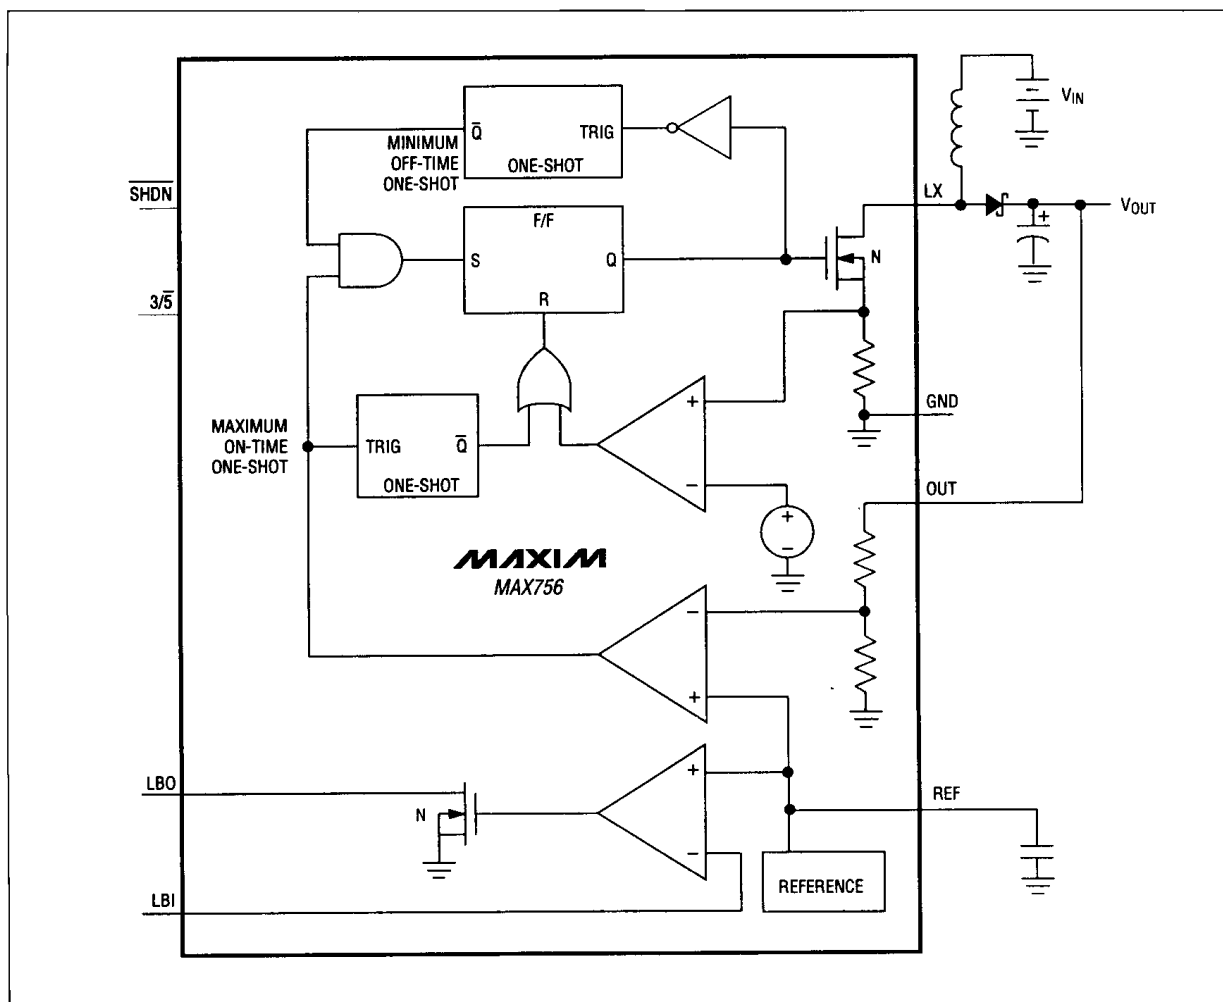 Q̅
TRIG
ONE-SHOT
MINIMUM
OFF-TIME
ONE-SHOT
V_IN
S̅H̅D̅N̅
LX
V_OUT
+
F/F
S
Q
R
N
3/5̅
MAXIMUM
ON-TIME
ONE-SHOT
TRIG
Q̅
ONE-SHOT
+
−
GND
OUT
+
−
MAXIM
MAX756
−
+
LBO
N
+
−
REF
REFERENCE
LBI